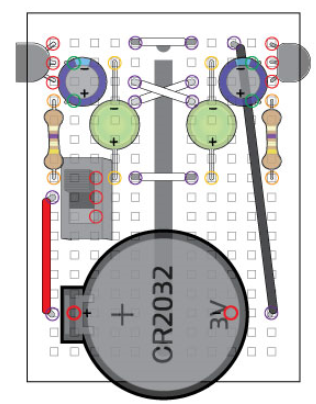 - -
+ +
- -
+ +
+ + CR2032 3V